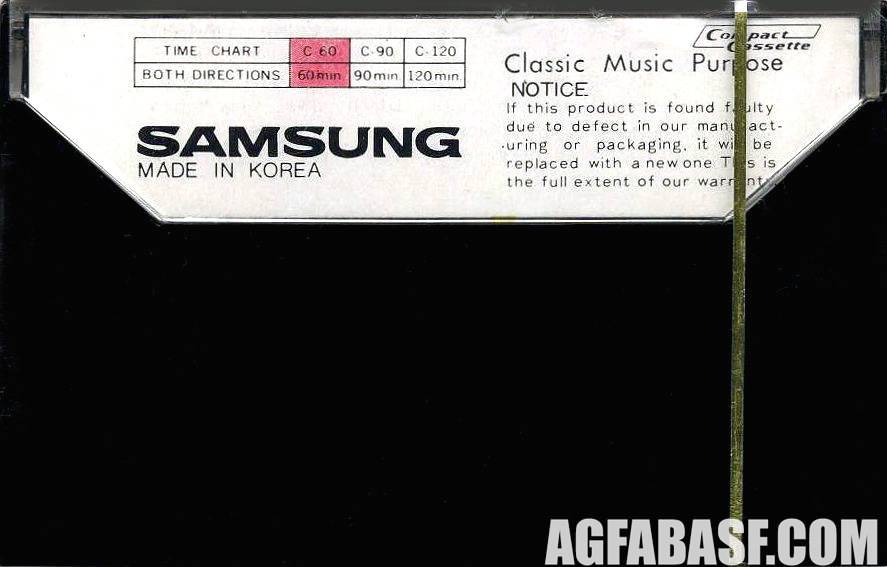 TIME CHART C-60 C-90 C-120
BOTH DIRECTIONS 60min. 90min. 120min.
SAMSUNG
MADE IN KOREA
Compact
Cassette
Classic Music Purpose
NOTICE
If this product is found faulty
due to defect in our manufact-
uring or packaging, it will be
replaced with a new one This is
the full extent of our warranty.
AGFABASF.COM